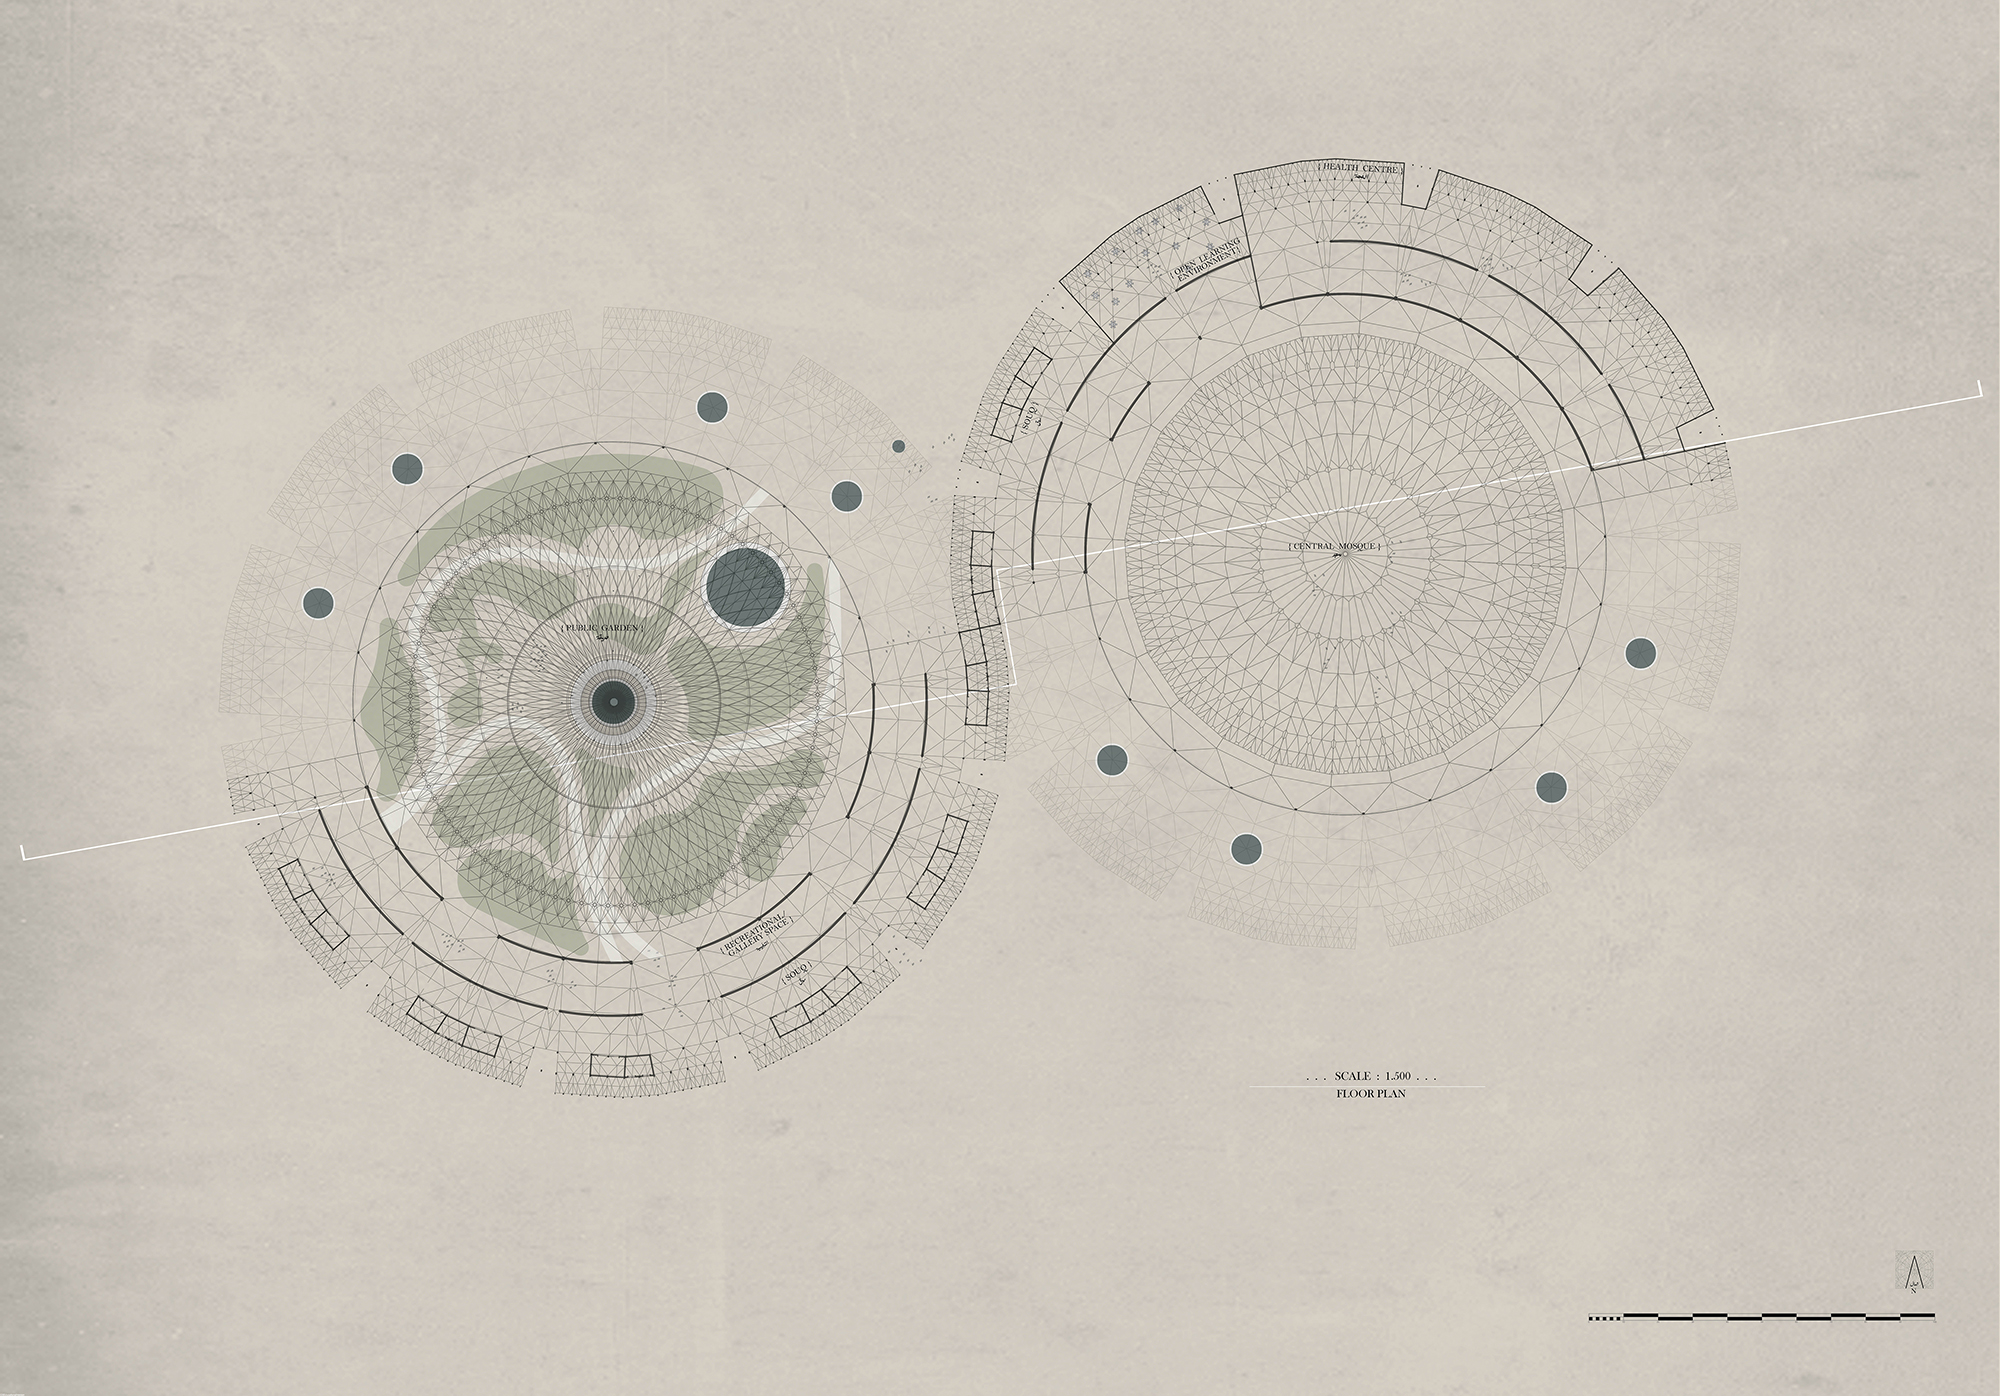 { HEALTH CENTRE }
{ OPEN LEARNING
ENVIRONMENT }
{ SOUQ }
{ CENTRAL MOSQUE }
{ PUBLIC GARDEN }
{ RECREATIONAL
GALLERY SPACE }
{ SOUQ }
. . . SCALE : 1.500 . . .
FLOOR PLAN
N